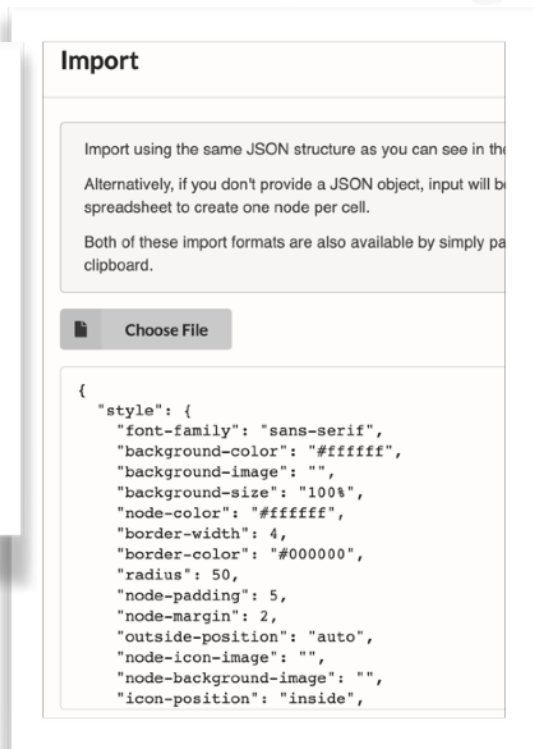 Import
Import using the same JSON structure as you can see in the
Alternatively, if you don't provide a JSON object, input will b
spreadsheet to create one node per cell.
Both of these import formats are also available by simply pa
clipboard.
Choose File
{
"style": {
"font-family": "sans-serif",
"background-color": "#ffffff",
"background-image": "",
"background-size": "100%",
"node-color": "#ffffff",
"border-width": 4,
"border-color": "#000000",
"radius": 50,
"node-padding": 5,
"node-margin": 2,
"outside-position": "auto",
"node-icon-image": "",
"node-background-image": "",
"icon-position": "inside",